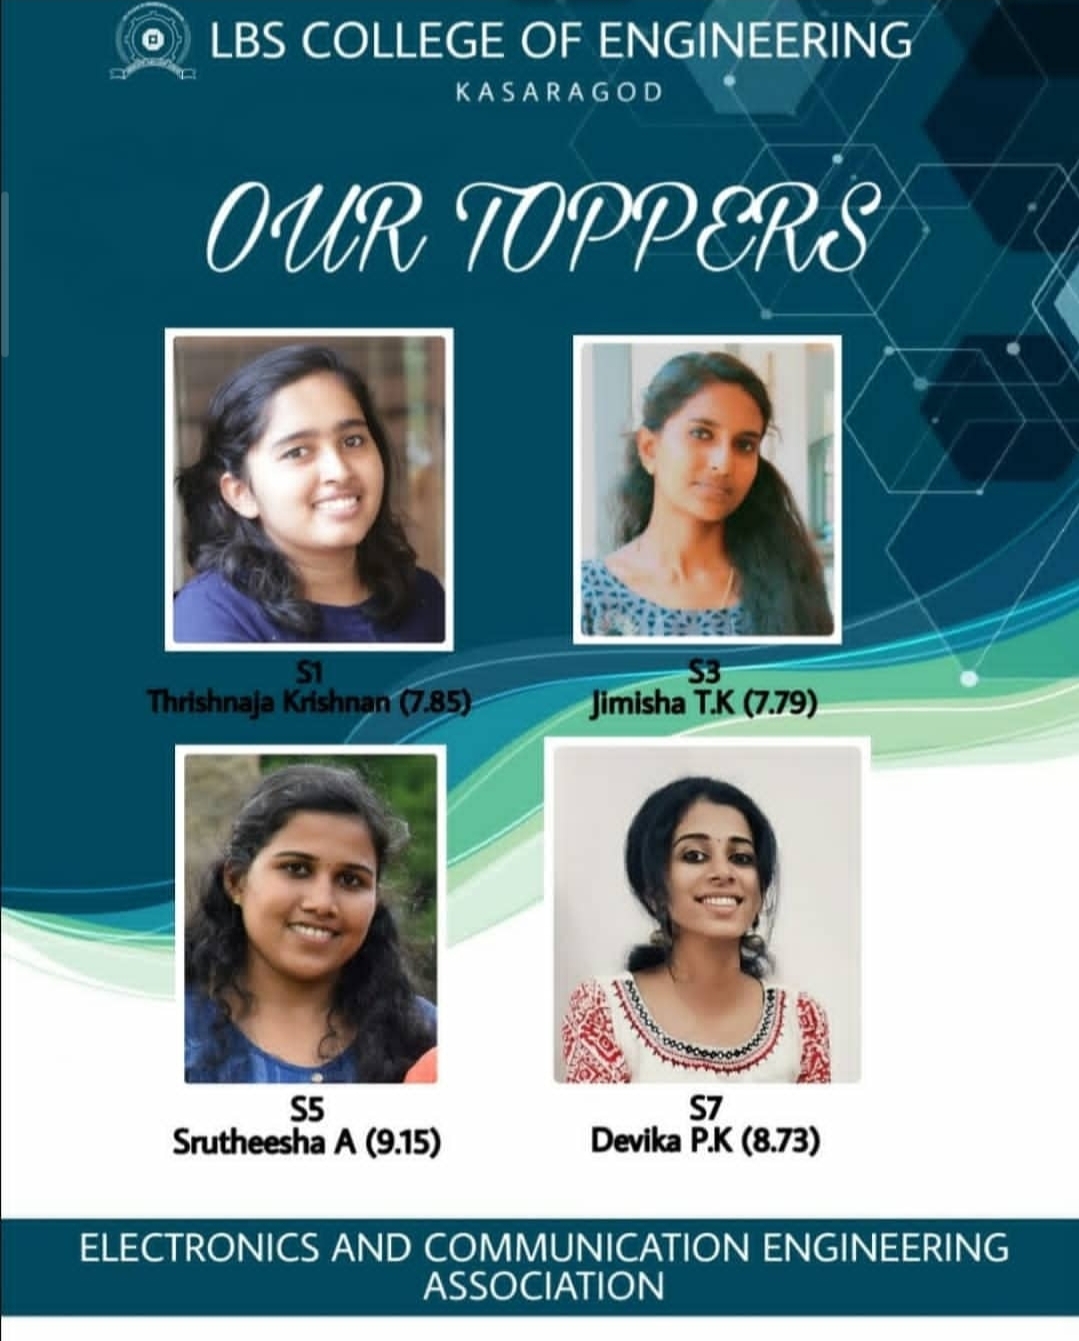 LBS COLLEGE OF ENGINEERING
KASARAGOD
OUR TOPPERS
S1
Thrishnaja Krishnan (7.85)
S3
Jimisha T.K (7.79)
S5
Srutheesha A (9.15)
S7
Devika P.K (8.73)
ELECTRONICS AND COMMUNICATION ENGINEERING
ASSOCIATION